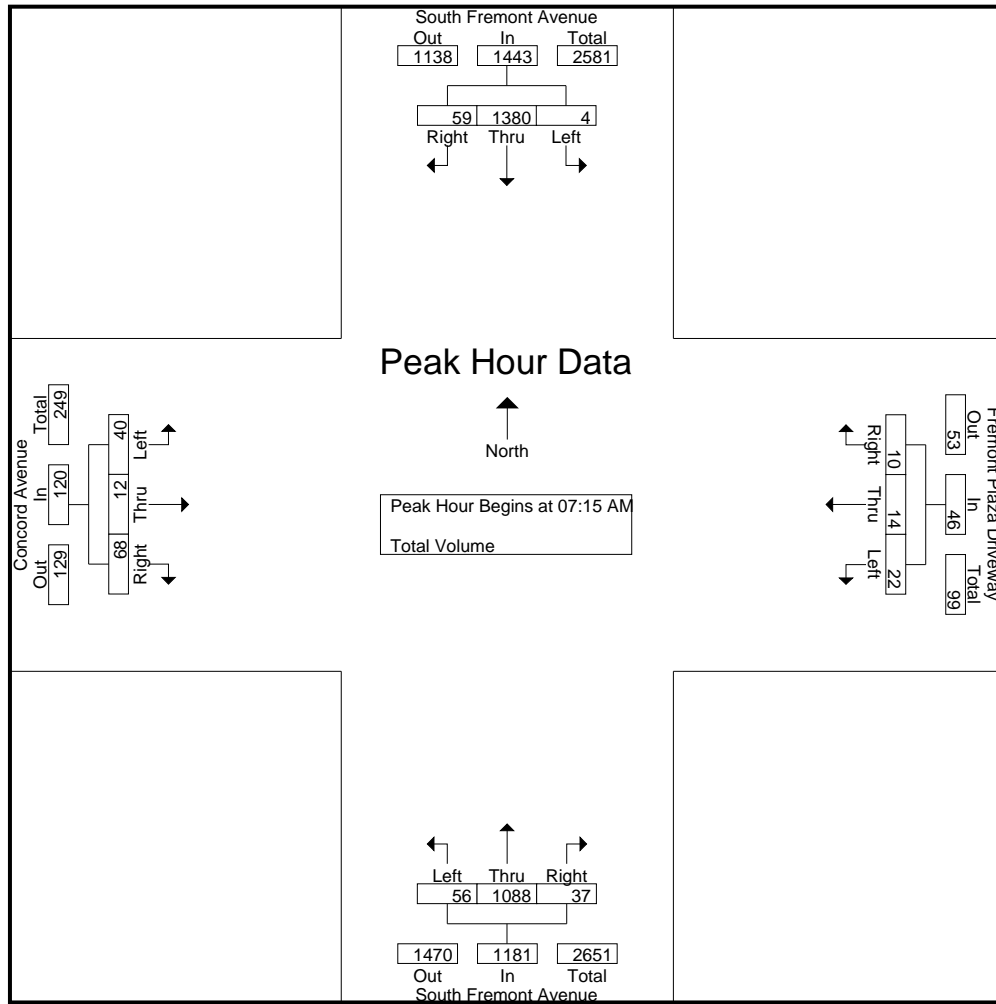 South Fremont Avenue
Out In Total
1138 1443 2581
59 1380 4
Right Thru Left
Peak Hour Data
North
Peak Hour Begins at 07:15 AM
Total Volume
Concord Avenue
Out In Total
129 120 249
40 12 68
Left Thru Right
Fremont Plaza Driveway
Out In Total
53 46 99
10 14 22
Right Thru Left
Left Thru Right
56 1088 37
1470 1181 2651
Out In Total
South Fremont Avenue